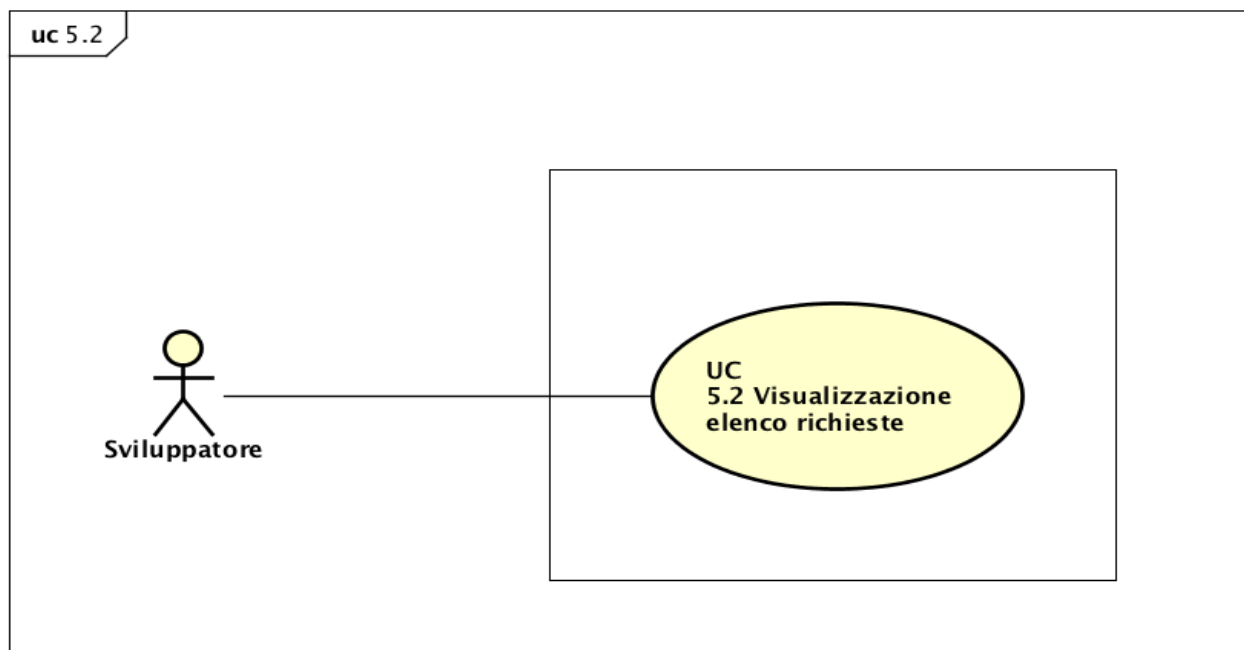 uc 5.2
UC
5.2 Visualizzazione
elenco richieste
Sviluppatore